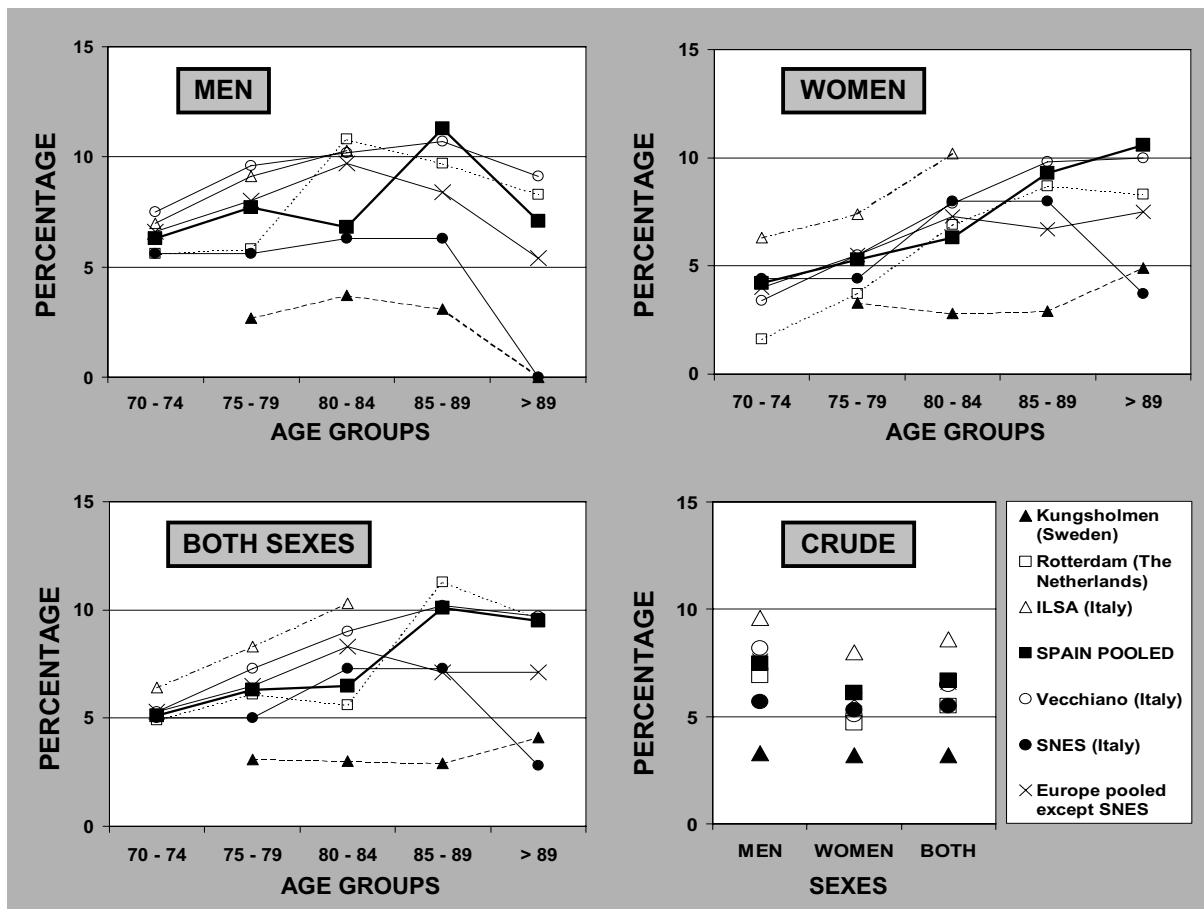 MEN
PERCENTAGE
15
10
5
0
70 - 74 75 - 79 80 - 84 85 - 89 > 89
AGE GROUPS
WOMEN
PERCENTAGE
15
10
5
0
70 - 74 75 - 79 80 - 84 85 - 89 > 89
AGE GROUPS
BOTH SEXES
PERCENTAGE
15
10
5
0
70 - 74 75 - 79 80 - 84 85 - 89 > 89
AGE GROUPS
CRUDE
PERCENTAGE
15
10
5
0
MEN WOMEN BOTH
SEXES
Kungsholmen
(Sweden)
Rotterdam (The
Netherlands)
ILSA (Italy)
SPAIN POOLED
Vecchiano (Italy)
SNES (Italy)
Europe pooled
except SNES